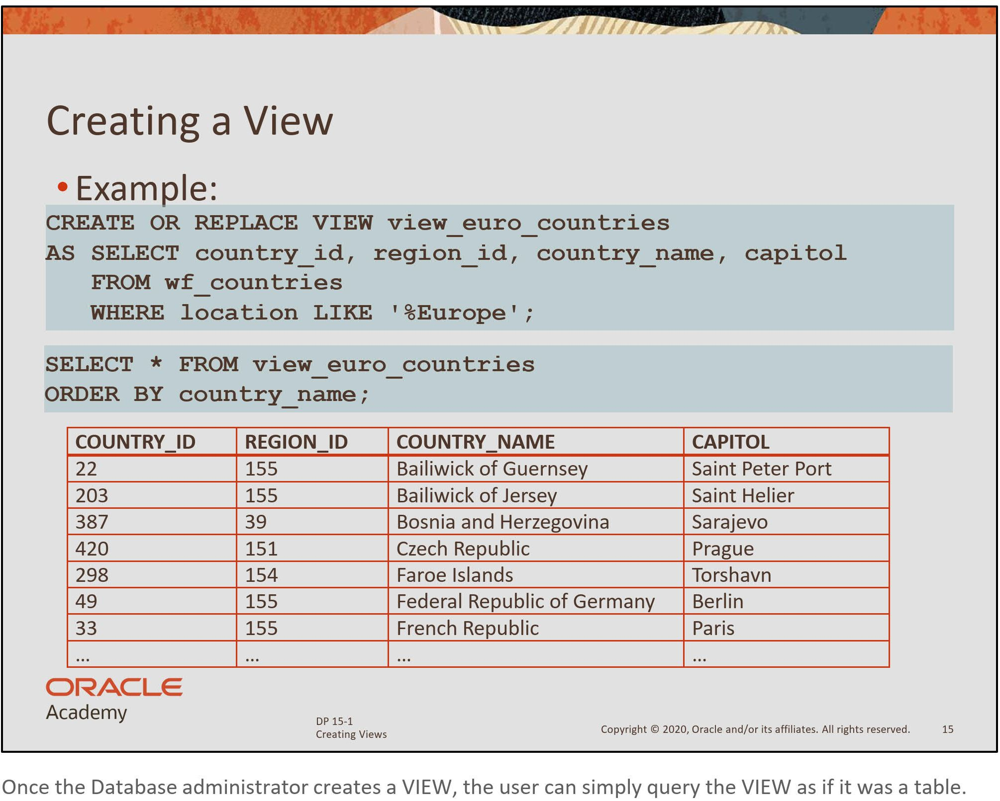 Creating a View
• Example:
CREATE OR REPLACE VIEW view_euro_countries
AS SELECT country_id, region_id, country_name, capitol
   FROM wf_countries
   WHERE location LIKE '%Europe';
SELECT * FROM view_euro_countries
ORDER BY country_name;
COUNTRY_ID REGION_ID COUNTRY_NAME CAPITOL
22 155 Bailiwick of Guernsey Saint Peter Port
203 155 Bailiwick of Jersey Saint Helier
387 39 Bosnia and Herzegovina Sarajevo
420 151 Czech Republic Prague
298 154 Faroe Islands Torshavn
49 155 Federal Republic of Germany Berlin
33 155 French Republic Paris
... ... ... ...
ORACLE
Academy
DP 15-1
Creating Views
Copyright © 2020, Oracle and/or its affiliates. All rights reserved. 15
Once the Database administrator creates a VIEW, the user can simply query the VIEW as if it was a table.